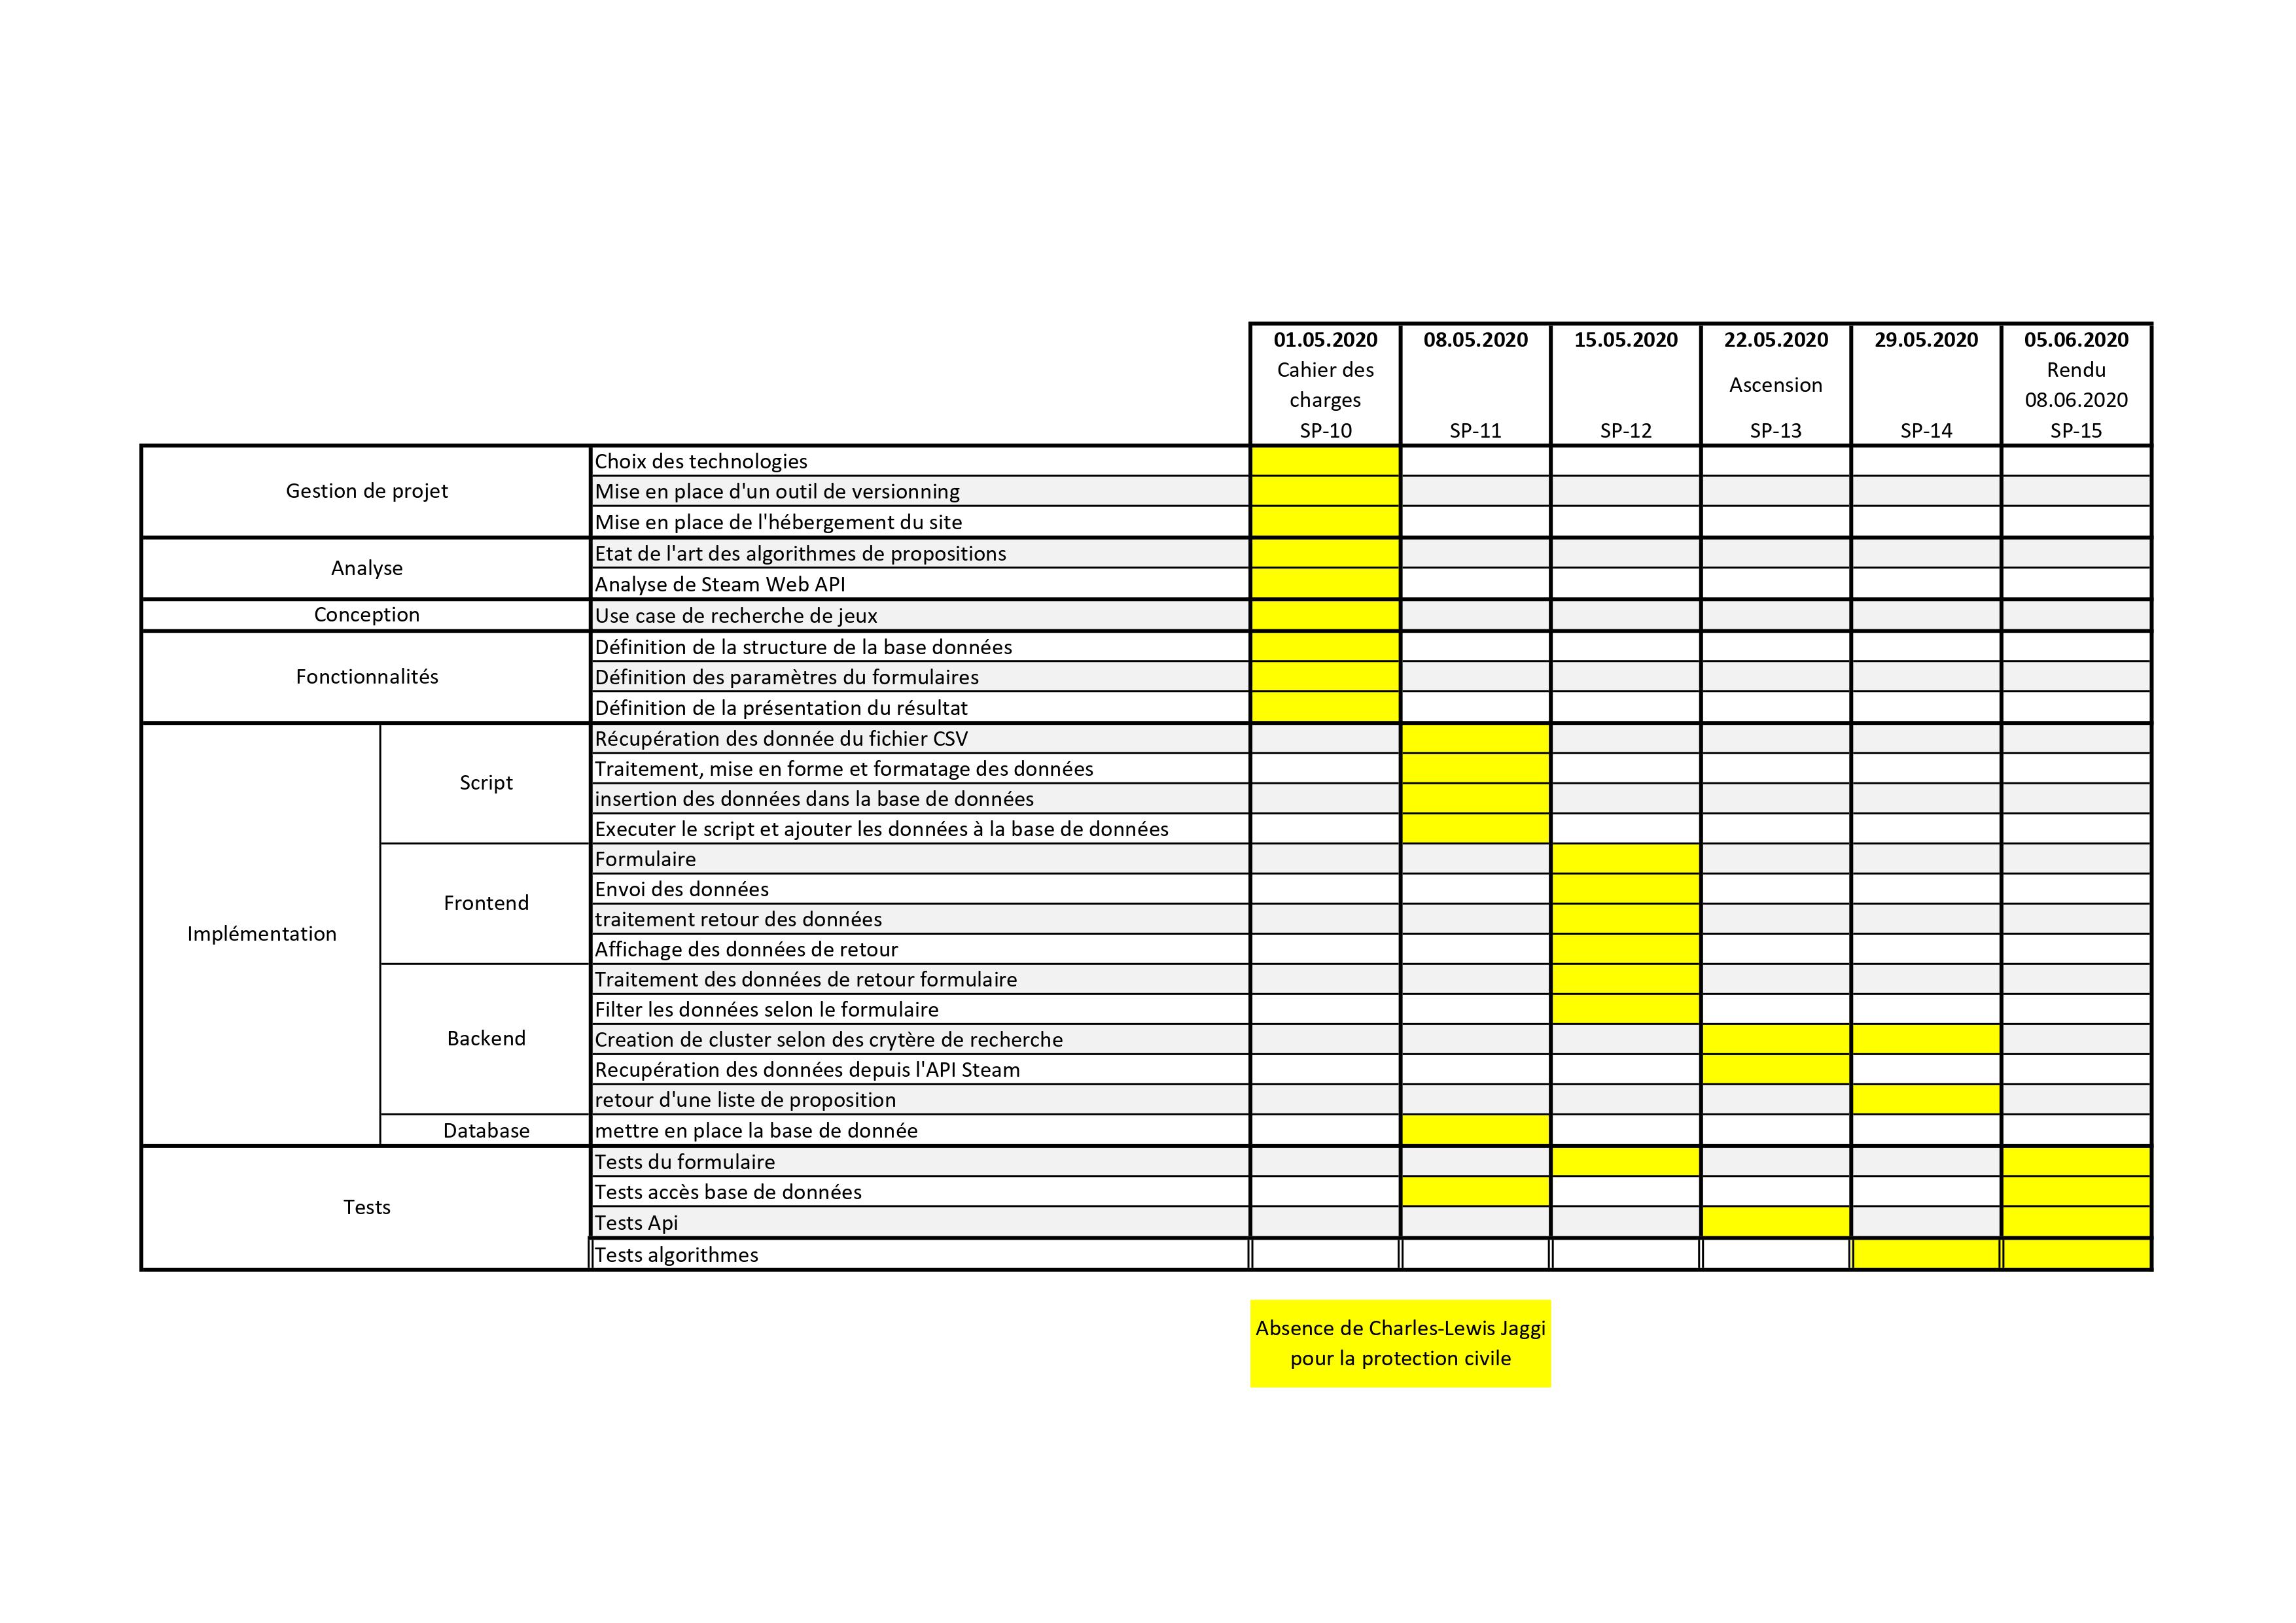 01.05.2020 08.05.2020 15.05.2020 22.05.2020 29.05.2020 05.06.2020
Cahier des Rendu
Ascension
charges 08.06.2020
SP-10 SP-11 SP-12 SP-13 SP-14 SP-15
Choix des technologies
Gestion de projet Mise en place d'un outil de versionning
Mise en place de l'hébergement du site
Etat de l'art des algorithmes de propositions
Analyse
Analyse de Steam Web API
Conception Use case de recherche de jeux
Définition de la structure de la base données
Fonctionnalités Définition des paramètres du formulaires
Définition de la présentation du résultat
Récupération des donnée du fichier CSV
Traitement, mise en forme et formatage des données
Script
insertion des données dans la base de données
Executer le script et ajouter les données à la base de données
Formulaire
Envoi des données
Frontend
traitement retour des données
Implémentation
Affichage des données de retour
Traitement des données de retour formulaire
Filter les données selon le formulaire
Backend Creation de cluster selon des crytère de recherche
Recupération des données depuis l'API Steam
retour d'une liste de proposition
Database mettre en place la base de donnée
Tests du formulaire
Tests accès base de données
Tests
Tests Api
Tests algorithmes
Absence de Charles-Lewis Jaggi
pour la protection civile